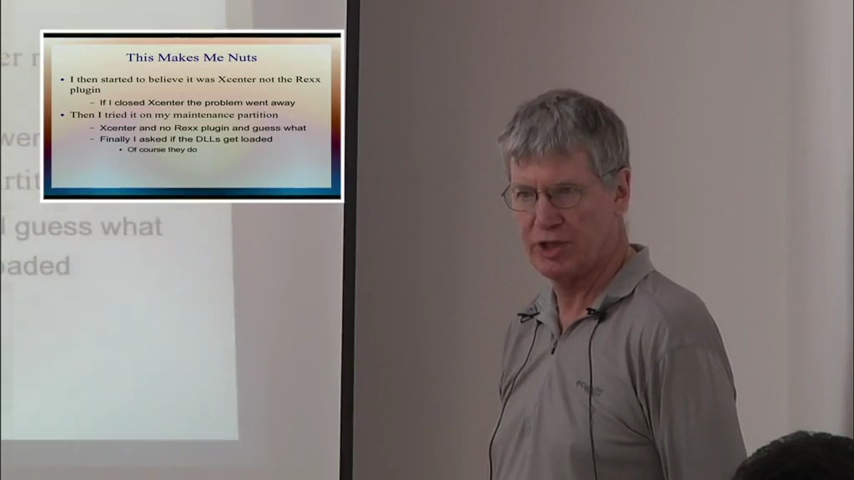 This Makes Me Nuts
• I then started to believe it was Xcenter not the Rexx
plugin
– If I closed Xcenter the problem went away
• Then I tried it on my maintenance partition
– Xcenter and no Rexx plugin and guess what
– Finally I asked if the DLLs get loaded
• Of course they do
guess what
oaded